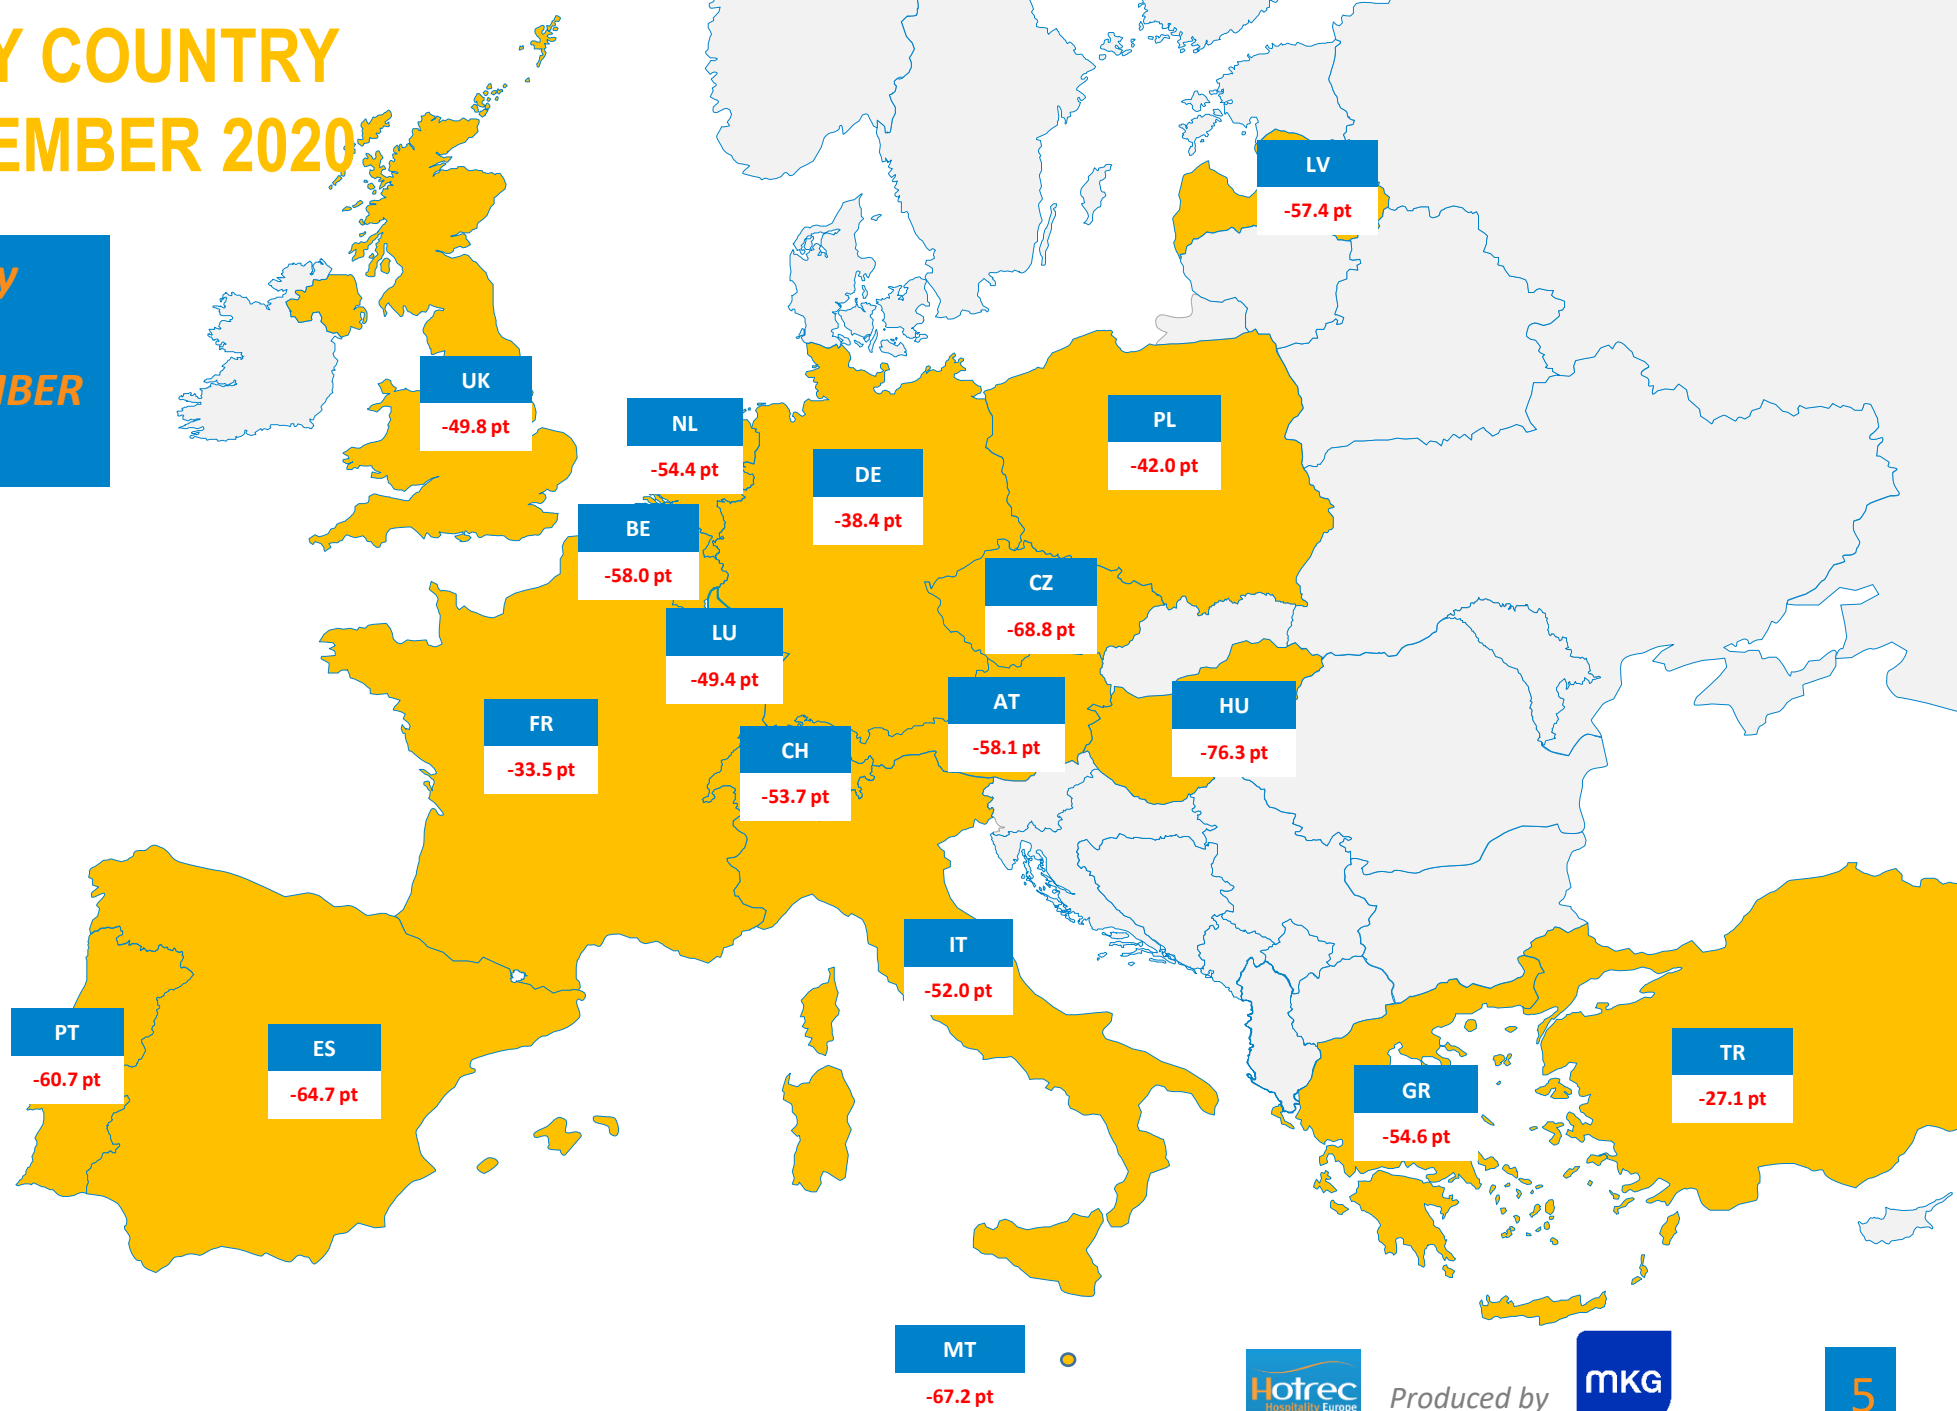 Y COUNTRY
EMBER 2020
y
MBER
LV
-57.4 pt
UK
-49.8 pt
NL
-54.4 pt
PL
-42.0 pt
DE
-38.4 pt
BE
-58.0 pt
CZ
-68.8 pt
LU
-49.4 pt
AT
-58.1 pt
HU
-76.3 pt
FR
-33.5 pt
CH
-53.7 pt
IT
-52.0 pt
PT
-60.7 pt
ES
-64.7 pt
GR
-54.6 pt
TR
-27.1 pt
MT
-67.2 pt
Hotrec
Hospitality Europe
Produced by
MKG
5